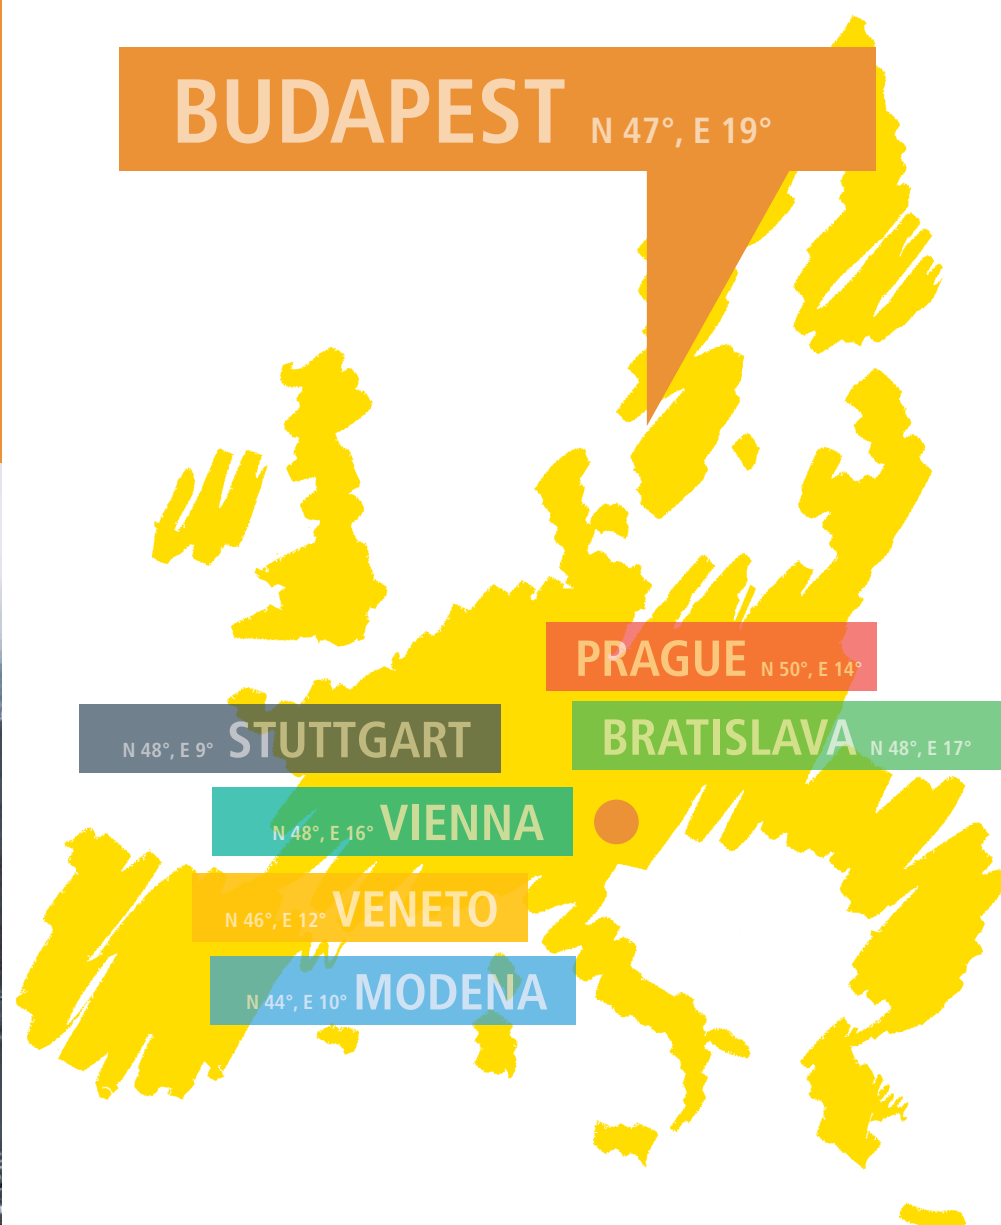 BUDAPEST N 47°, E 19°
PRAGUE N 50°, E 14°
N 48°, E 9° STUTTGART
BRATISLAVA N 48°, E 17°
N 48°, E 16° VIENNA
N 46°, E 12° VENETO
N 44°, E 10° MODENA